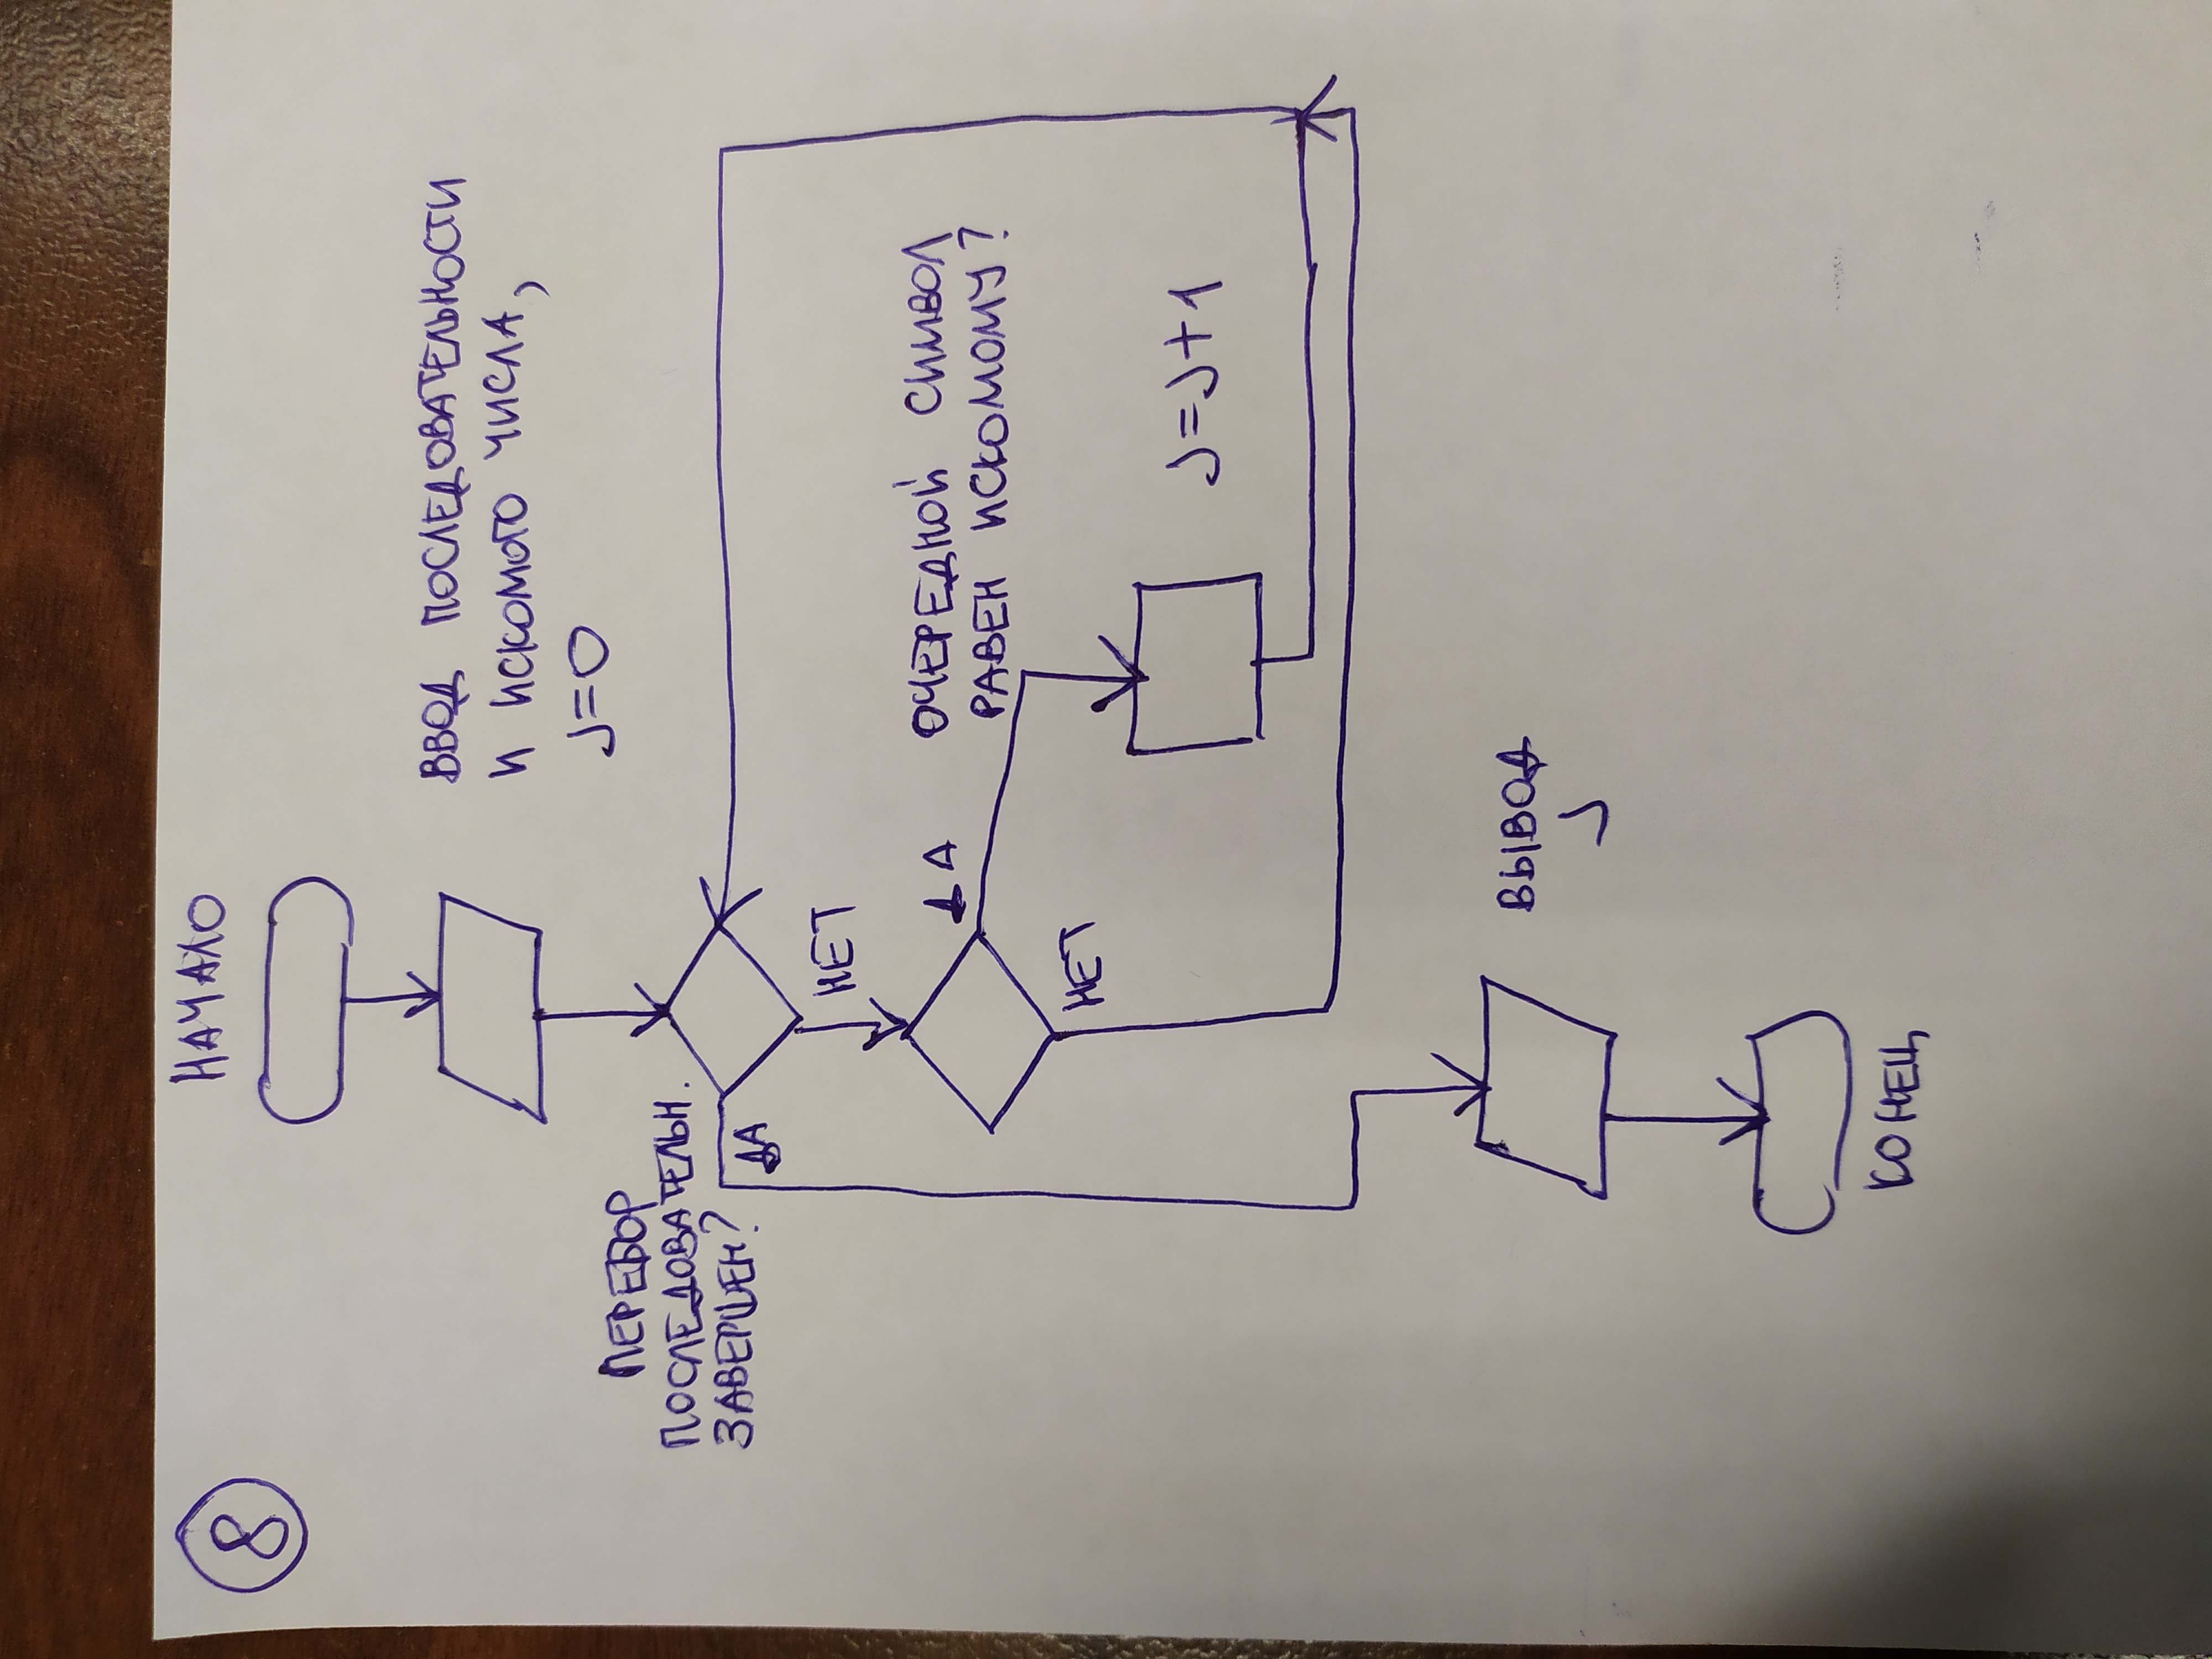 8
НАЧАЛО
ВВОД ПОСЛЕДОВАТЕЛЬНОСТИ
И ИСКОМОГО ЧИСЛА,
J=0
ПЕРЕБОР
ПОСЛЕДОВАТЕЛЬН.
ЗАВЕРШЕН?
ДА
НЕТ
ДА
ОЧЕРЕДНОЙ СИМВОЛ
РАВЕН ИСКОМОМУ?
НЕТ
J=J+1
ВЫВОД
J
КОНЕЦ